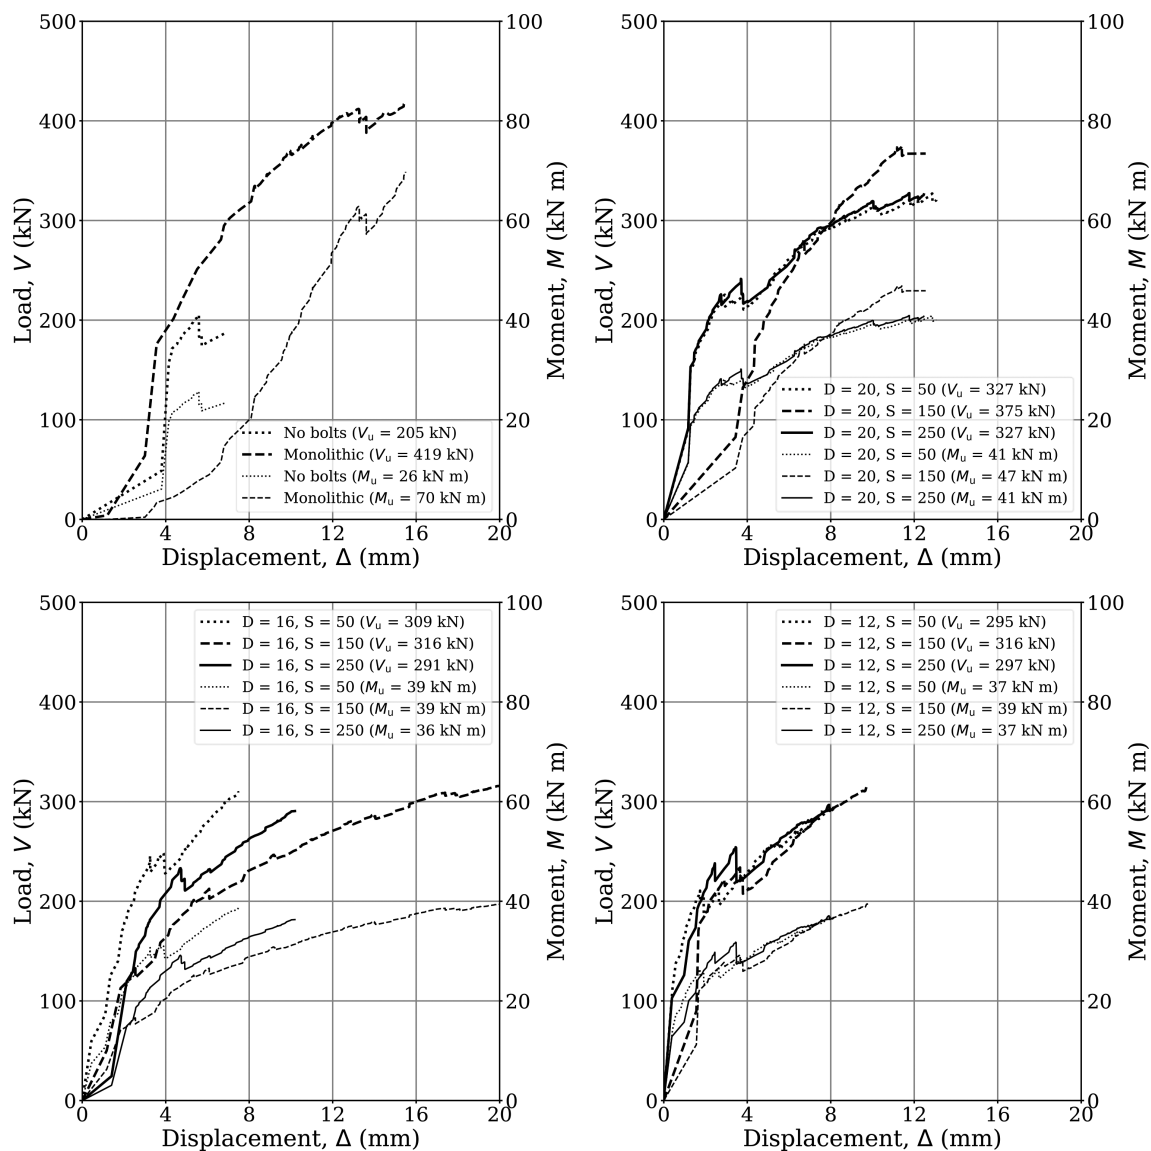 500
400
300
200
100
0
Load, V (kN)
100
80
60
40
20
0
Moment, M (kN m)
No bolts (Vu = 205 kN)
Monolithic (Vu = 419 kN)
No bolts (Mu = 26 kN m)
Monolithic (Mu = 70 kN m)
0 4 8 12 16 20
Displacement, Δ (mm)
500
400
300
200
100
0
Load, V (kN)
100
80
60
40
20
0
Moment, M (kN m)
D = 20, S = 50 (Vu = 327 kN)
D = 20, S = 150 (Vu = 375 kN)
D = 20, S = 250 (Vu = 327 kN)
D = 20, S = 50 (Mu = 41 kN m)
D = 20, S = 150 (Mu = 47 kN m)
D = 20, S = 250 (Mu = 41 kN m)
0 4 8 12 16 20
Displacement, Δ (mm)
500
400
300
200
100
0
Load, V (kN)
100
80
60
40
20
0
Moment, M (kN m)
D = 16, S = 50 (Vu = 309 kN)
D = 16, S = 150 (Vu = 316 kN)
D = 16, S = 250 (Vu = 291 kN)
D = 16, S = 50 (Mu = 39 kN m)
D = 16, S = 150 (Mu = 39 kN m)
D = 16, S = 250 (Mu = 36 kN m)
0 4 8 12 16 20
Displacement, Δ (mm)
500
400
300
200
100
0
Load, V (kN)
100
80
60
40
20
0
Moment, M (kN m)
D = 12, S = 50 (Vu = 295 kN)
D = 12, S = 150 (Vu = 316 kN)
D = 12, S = 250 (Vu = 297 kN)
D = 12, S = 50 (Mu = 37 kN m)
D = 12, S = 150 (Mu = 39 kN m)
D = 12, S = 250 (Mu = 37 kN m)
0 4 8 12 16 20
Displacement, Δ (mm)